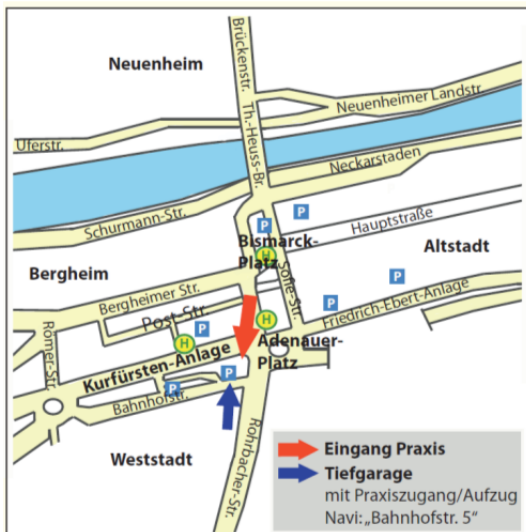 Neuenheim
Brückenstr.
Th.-Heuss-Br.
Neuenheimer Landstr.
Uferstr.
Neckarstaden
Schurmann-Str.
P
P
Hauptstraße
Bismarck-
Platz
H
Sofie-Str.
Altstadt
Bergheim
P
Bergheimer Str.
P
Friedrich-Ebert-Anlage
Post-Str.
P
H
H
Adenauer-
Platz
Römer-Str.
Kurfürsten-Anlage
P
P
Bahnhofstr.
Rohrbacher-Str.
Weststadt
Eingang Praxis
Tiefgarage
mit Praxiszugang/Aufzug
Navi: „Bahnhofstr. 5“